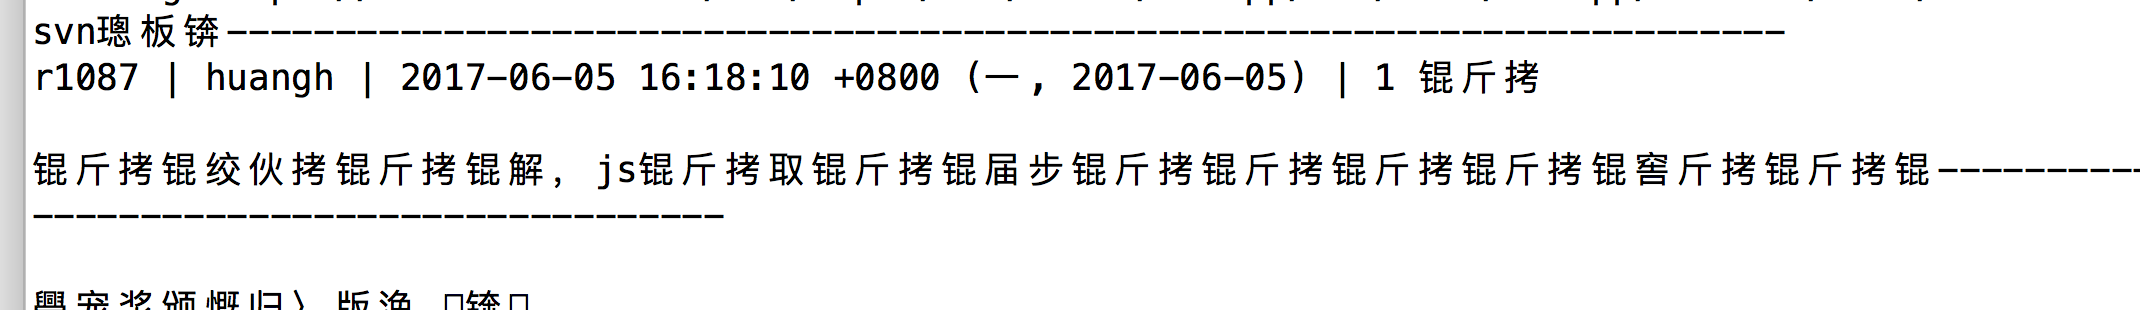 svn璁板綍------------------------------------------------------------------------
r1087 | huangh | 2017-06-05 16:18:10 +0800 (一, 2017-06-05) | 1 锟斤拷
锟斤拷锟绞伙拷锟斤拷锟解，js锟斤拷取锟斤拷锟届步锟斤拷锟斤拷锟斤拷锟斤拷锟窖斤拷锟斤拷锟----------
--------------------------------